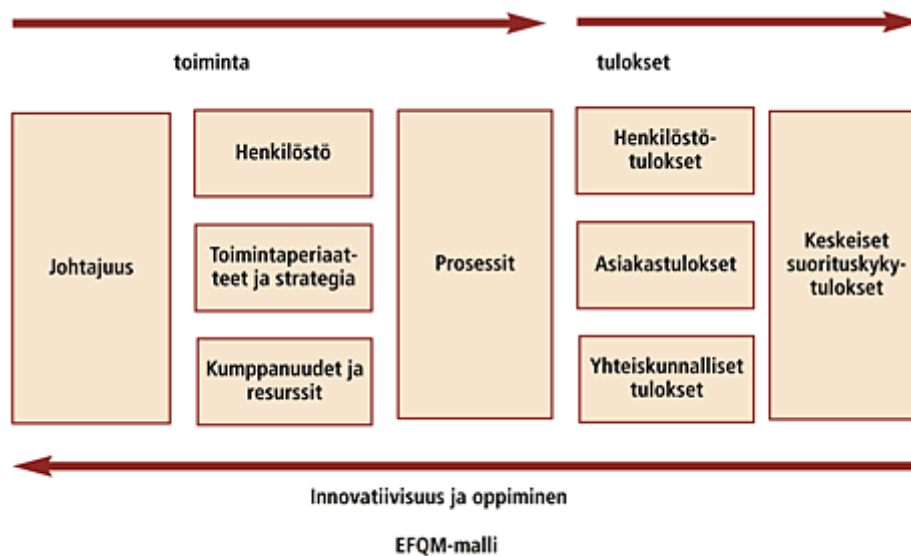 toiminta
tulokset
Johtajuus
Henkilöstö
Toimintaperiaat-
teet ja strategia
Kumppanuudet ja
resurssit
Prosessit
Henkilöstö-
tulokset
Asiakastulokset
Yhteiskunnalliset
tulokset
Keskeiset
suorituskyky-
tulokset
Innovatiivisuus ja oppiminen
EFQM-malli